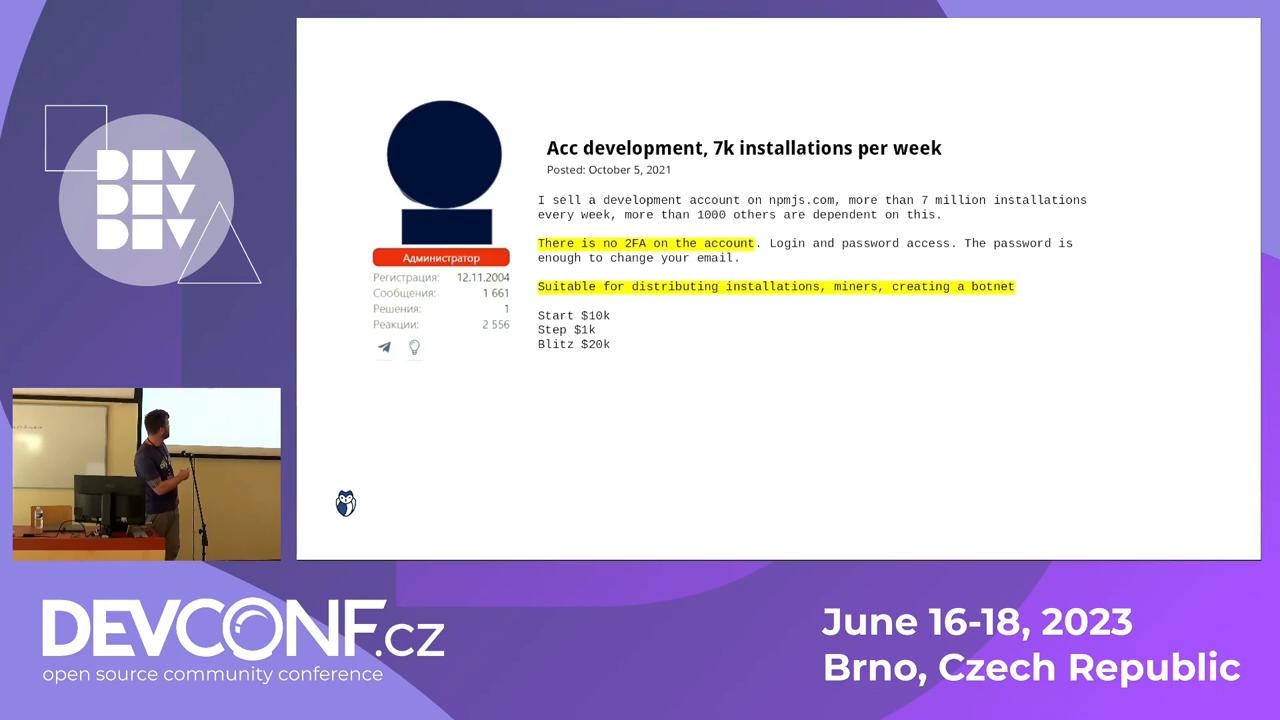 DEV
DEV
DEV
Acc development, 7k installations per week
Posted: October 5, 2021
I sell a development account on npmjs.com, more than 7 million installations
every week, more than 1000 others are dependent on this.
There is no 2FA on the account. Login and password access. The password is
enough to change your email.
Suitable for distributing installations, miners, creating a botnet
Start $10k
Step $1k
Blitz $20k
Администратор
Регистрация: 12.11.2004
Сообщения: 1 661
Решения: 1
Реакции: 2 556
DEVCONF.cz
open source community conference
June 16-18, 2023
Brno, Czech Republic